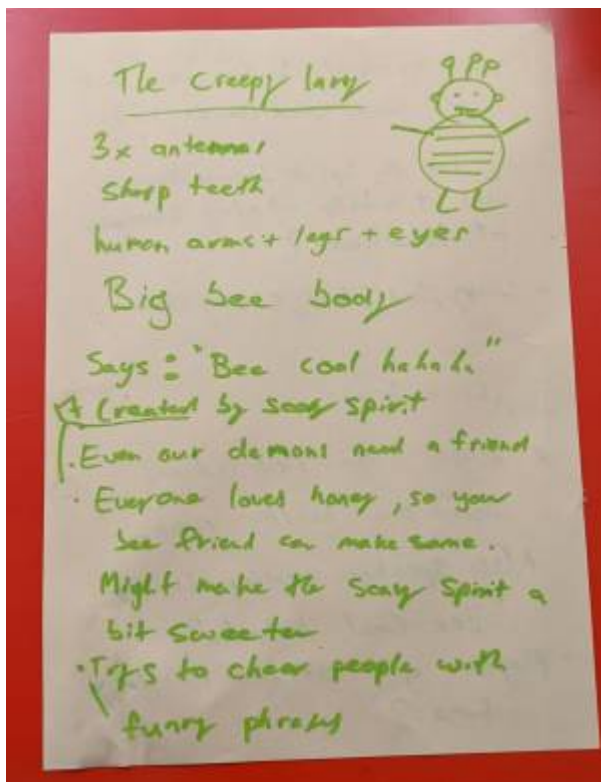 The Creepy lary
3x antennas
Sharp teeth
human arms + legs + eyes
Big bee body
Says : "Bee cool hahaha"
Created by scary spirit
. Even our demons need a friend
. Everyone loves honey, so your
bee friend can make some.
Might make the scary spirit a
bit sweeter
. Trys to cheer people with
funny phrases